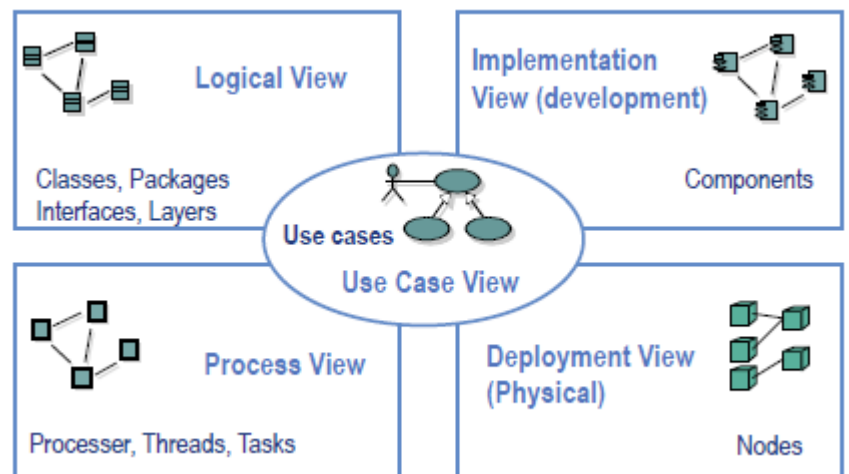 Logical View
Classes, Packages
Interfaces, Layers
Implementation
View (development)
Components
Use cases
Use Case View
Process View
Processer, Threads, Tasks
Deployment View
(Physical)
Nodes